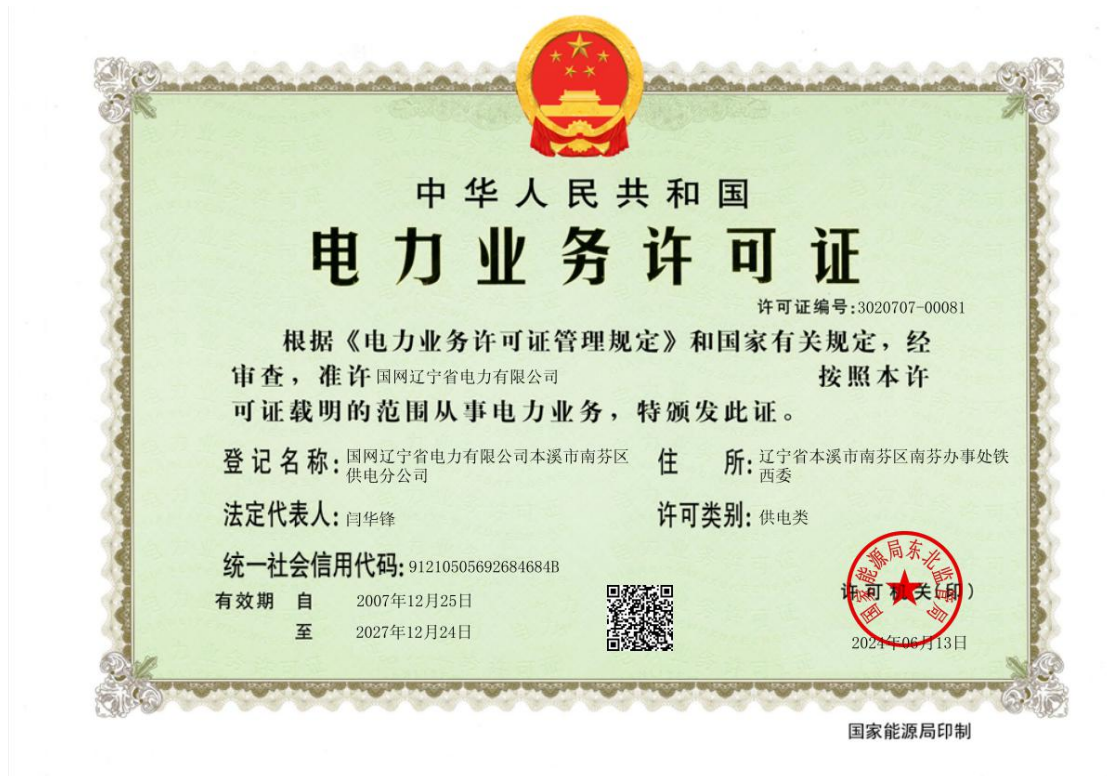 中华人民共和国
电力业务许可证
许可证编号:3020707-00081
根据《电力业务许可证管理规定》和国家有关规定，经
审查，准许 国网辽宁省电力有限公司 按照本许
可证载明的范围从事电力业务，特颁发此证。
登记名称: 国网辽宁省电力有限公司本溪市南芬区
供电分公司
住 所: 辽宁省本溪市南芬区南芬办事处铁
西委
法定代表人: 闫华锋
许可类别: 供电类
统一社会信用代码: 91210505692684684B
有效期 自 2007年12月25日
至 2027年12月24日
国家能源局东北监管局
许可机关(印)
2024年06月13日
国家能源局印制